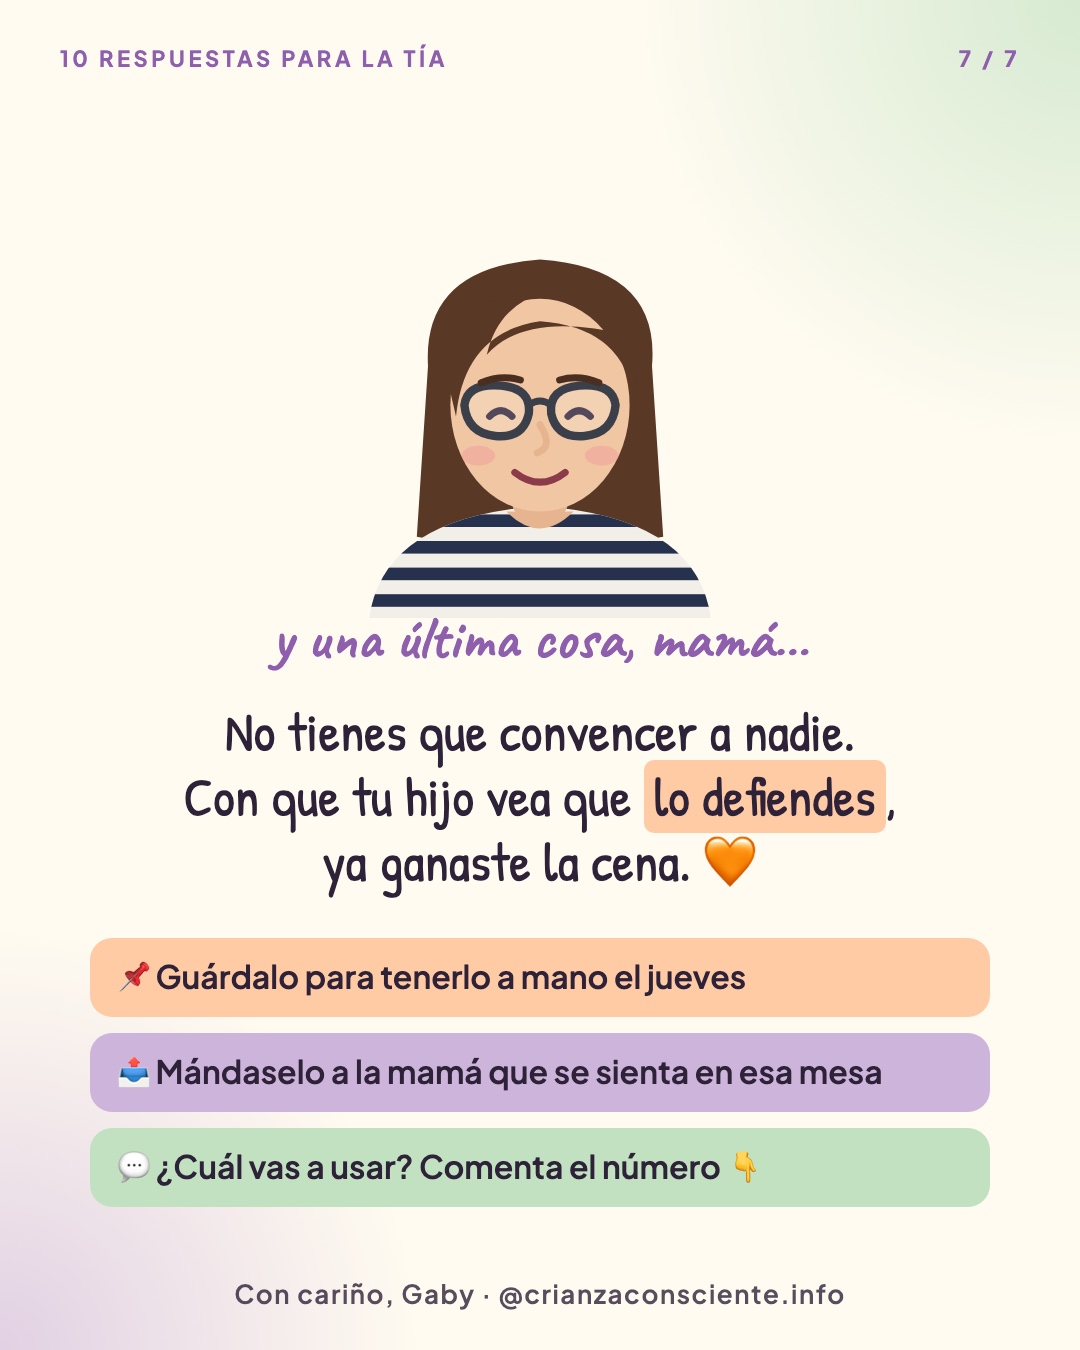 10 RESPUESTAS PARA LA TÍA
7 / 7
y una última cosa, mamá...
No tienes que convencer a nadie.
Con que tu hijo vea que lo defiendes,
ya ganaste la cena. 🧡
📌 Guárdalo para tenerlo a mano el jueves
📤 Mándaselo a la mamá que se sienta en esa mesa
💬 ¿Cuál vas a usar? Comenta el número 👇
Con cariño, Gaby · @crianzaconsciente.info